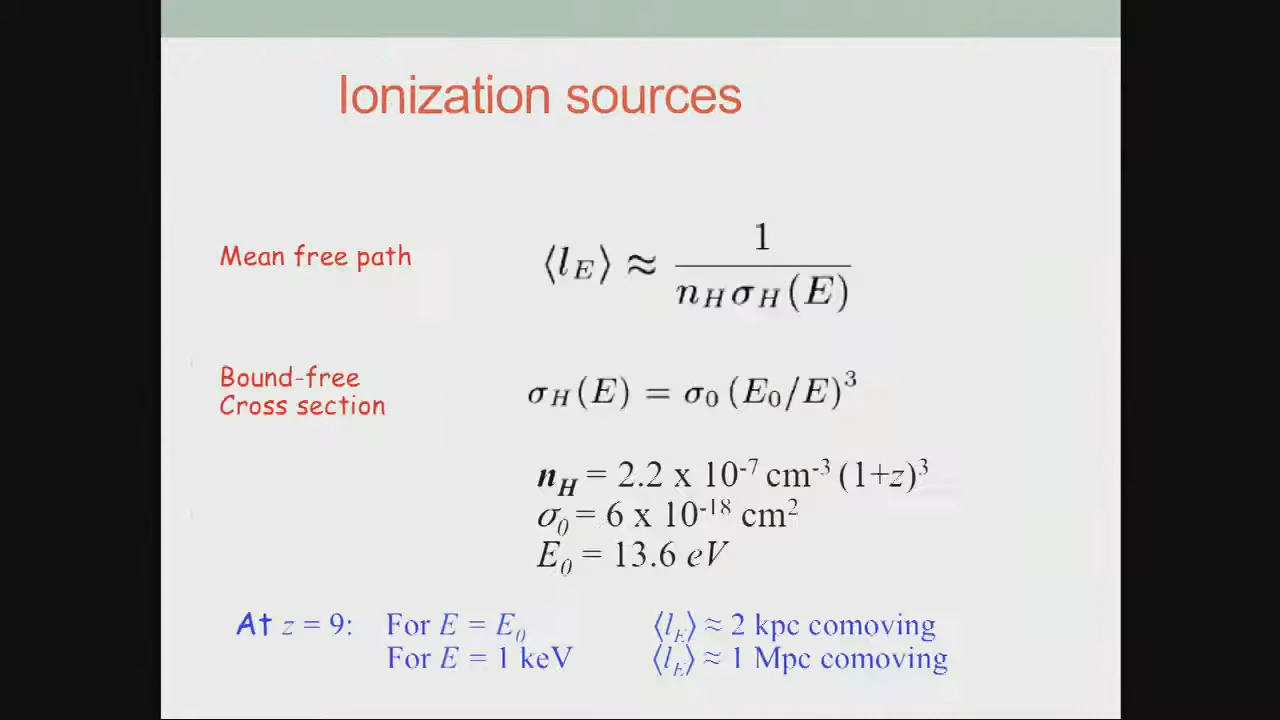 Ionization sources
Mean free path
⟨l_E⟩ ≈ 1 / (n_H σ_H(E))
Bound-free
Cross section
σ_H(E) = σ_0 (E_0/E)^3
n_H = 2.2 x 10^-7 cm^-3 (1+z)^3
σ_0 = 6 x 10^-18 cm^2
E_0 = 13.6 eV
At z = 9: For E = E_0 ⟨l_E⟩ ≈ 2 kpc comoving
For E = 1 keV ⟨l_E⟩ ≈ 1 Mpc comoving